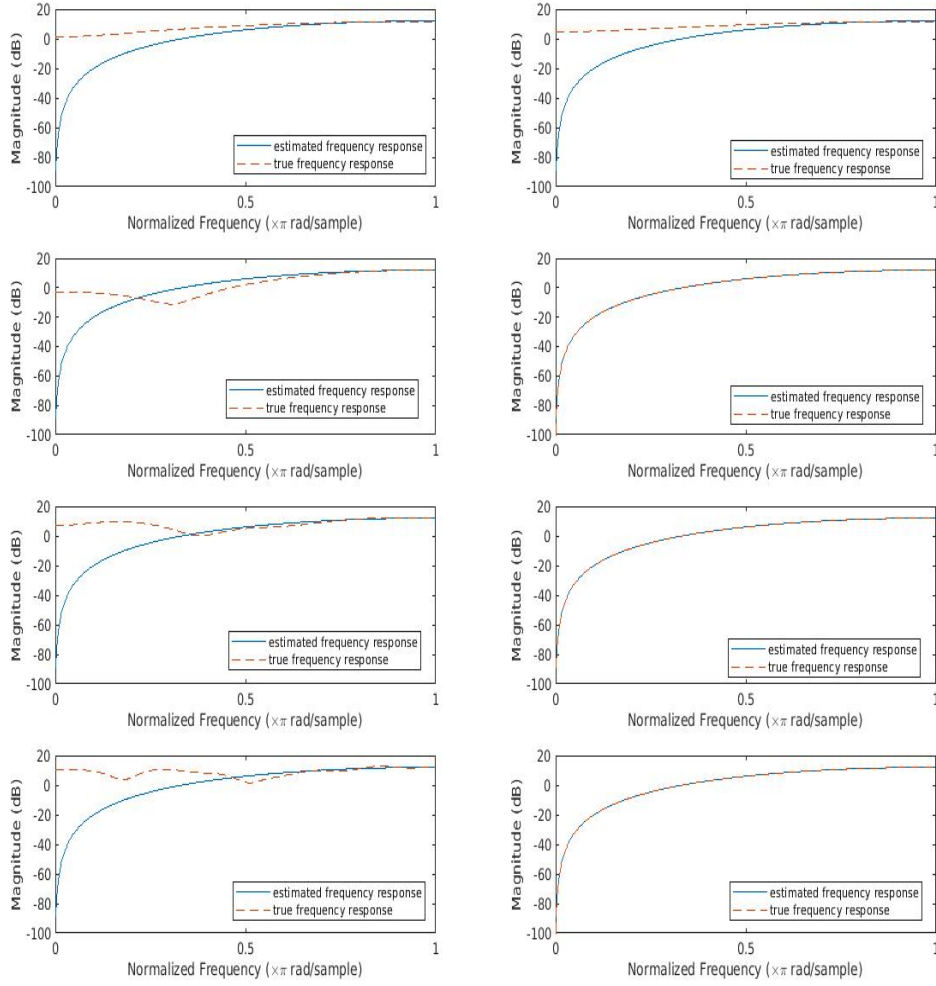 20
0
-20
-40
-60
-80
-100
Magnitude (dB)
estimated frequency response
true frequency response
0
0.5
1
Normalized Frequency (×π rad/sample)
20
0
-20
-40
-60
-80
-100
Magnitude (dB)
estimated frequency response
true frequency response
0
0.5
1
Normalized Frequency (×π rad/sample)
20
0
-20
-40
-60
-80
-100
Magnitude (dB)
estimated frequency response
true frequency response
0
0.5
1
Normalized Frequency (×π rad/sample)
20
0
-20
-40
-60
-80
-100
Magnitude (dB)
estimated frequency response
true frequency response
0
0.5
1
Normalized Frequency (×π rad/sample)
20
0
-20
-40
-60
-80
-100
Magnitude (dB)
estimated frequency response
true frequency response
0
0.5
1
Normalized Frequency (×π rad/sample)
20
0
-20
-40
-60
-80
-100
Magnitude (dB)
estimated frequency response
true frequency response
0
0.5
1
Normalized Frequency (×π rad/sample)
20
0
-20
-40
-60
-80
-100
Magnitude (dB)
estimated frequency response
true frequency response
0
0.5
1
Normalized Frequency (×π rad/sample)
20
0
-20
-40
-60
-80
-100
Magnitude (dB)
estimated frequency response
true frequency response
0
0.5
1
Normalized Frequency (×π rad/sample)